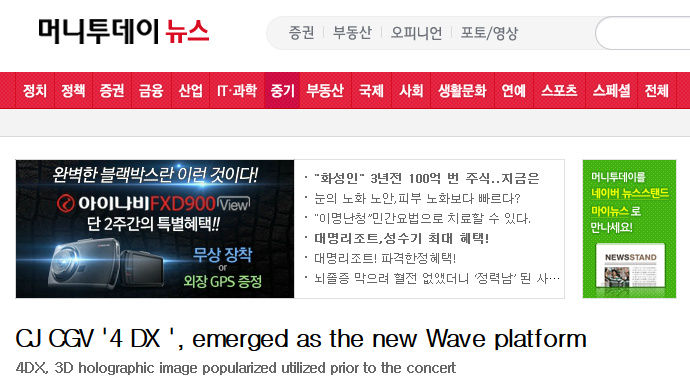 머니투데이 뉴스
증권 부동산 오피니언 포토/영상
정치 정책 증권 금융 산업 IT·과학 중기 부동산 국제 사회 생활문화 연예 스포츠 스페셜 전체
완벽한 블랙박스란 이런 것이다!
아이나비 FXD900 View
단 2주간의 특별혜택!!
무상 장착
or
외장 GPS 증정
· "화성인" 3년전 100억 번 주식..지금은
· 눈의 노화 노안,피부 노화보다 빠르다?
· "이명난청"민간요법으로 치료할 수 있다.
· 대명리조트,성수기 최대 혜택!
· 대명리조트! 파격한정혜택!
· 뇌졸증 막으려 혈전 없앴더니 '정력남' 된 사…
머니투데이를
네이버 뉴스스탠드
마이뉴스 로
만나세요!
NEWSSTAND
CJ CGV '4 DX ', emerged as the new Wave platform
4DX, 3D holographic image popularized utilized prior to the concert